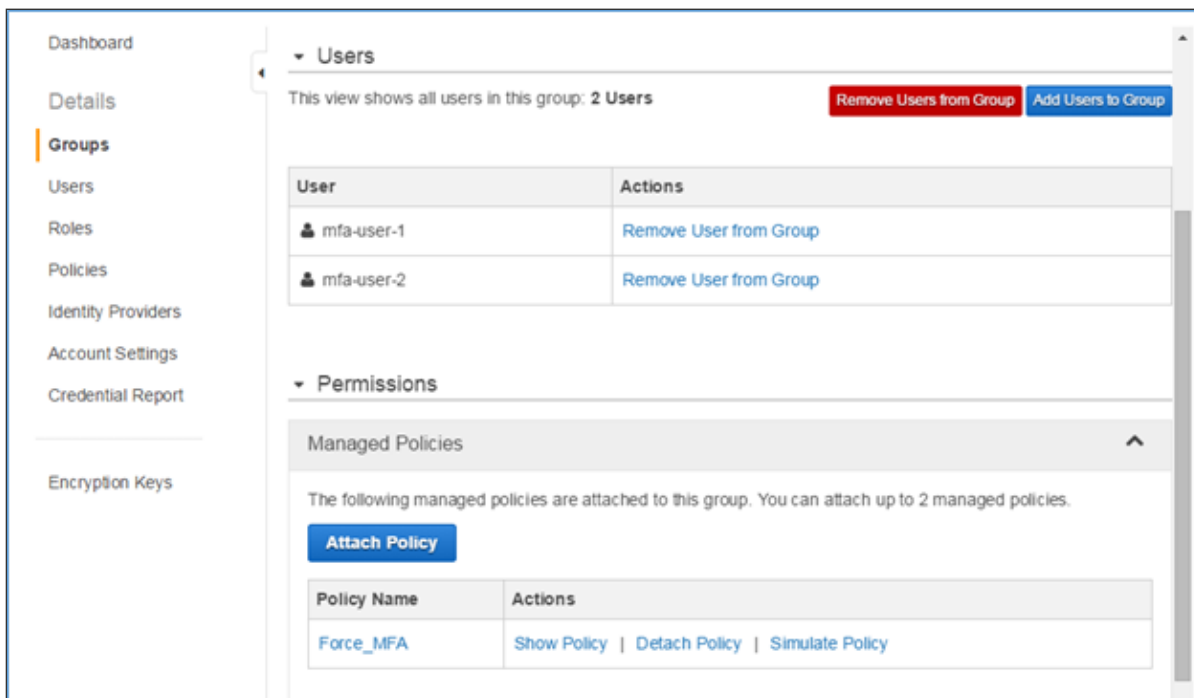 Dashboard
Details
Groups
Users
Roles
Policies
Identity Providers
Account Settings
Credential Report
Encryption Keys
Users
This view shows all users in this group: 2 Users
Remove Users from Group
Add Users to Group
User Actions
mfa-user-1 Remove User from Group
mfa-user-2 Remove User from Group
Permissions
Managed Policies
The following managed policies are attached to this group. You can attach up to 2 managed policies.
Attach Policy
Policy Name Actions
Force_MFA Show Policy | Detach Policy | Simulate Policy